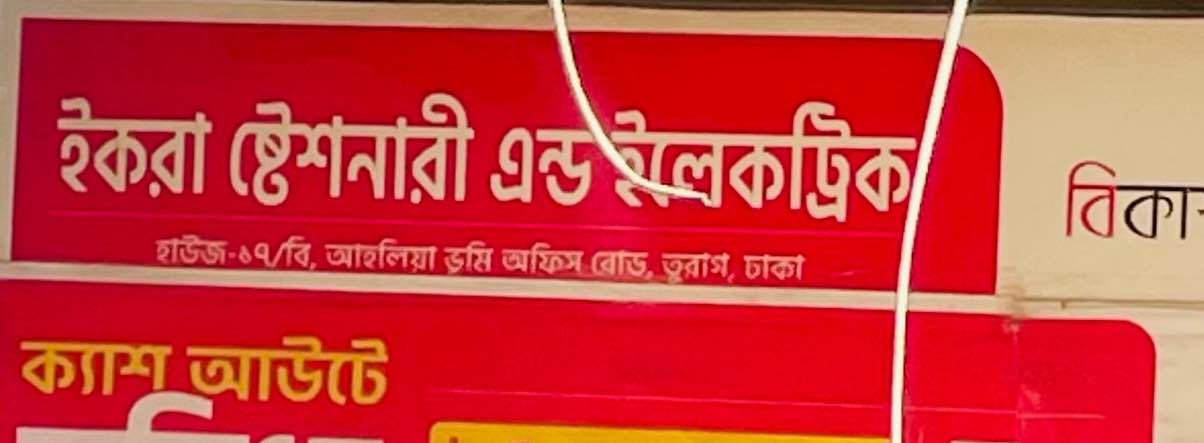 ইকরা ষ্টেশনারী এন্ড ইলেকট্রিক
হাউজ-১৭/বি, আহলিয়া ভূমি অফিস রোড, তুরাগ, ঢাকা
ক্যাশ আউটে